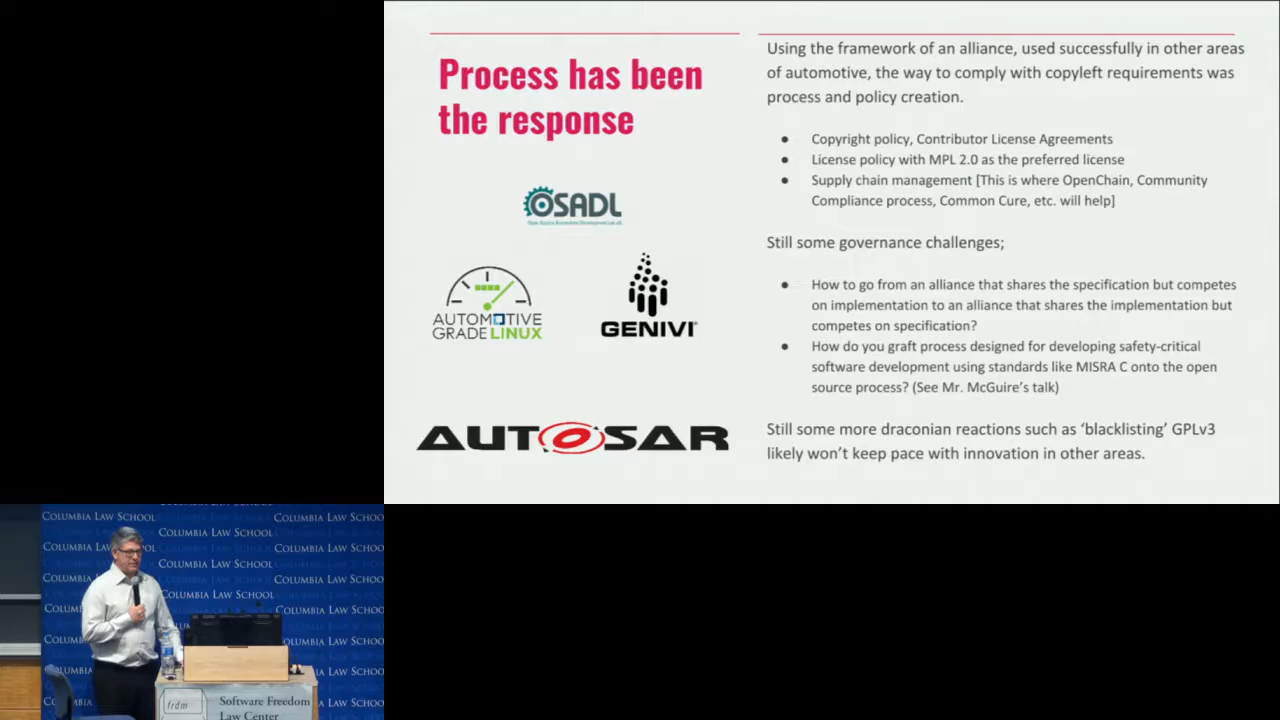 Process has been
the response
OSADL
AUTOMOTIVE
GRADE LINUX
GENIVI
AUTOSAR
Using the framework of an alliance, used successfully in other areas
of automotive, the way to comply with copyleft requirements was
process and policy creation.
● Copyright policy, Contributor License Agreements
● License policy with MPL 2.0 as the preferred license
● Supply chain management [This is where OpenChain, Community
Compliance process, Common Cure, etc. will help]
Still some governance challenges;
● How to go from an alliance that shares the specification but competes
on implementation to an alliance that shares the implementation but
competes on specification?
● How do you graft process designed for developing safety-critical
software development using standards like MISRA C onto the open
source process? (See Mr. McGuire's talk)
Still some more draconian reactions such as 'blacklisting' GPLv3
likely won't keep pace with innovation in other areas.
COLUMBIA LAW SCHOOL
COLUMBIA LAW SCHOO
COLUMBIA LAW SCHOOL
COLUMBIA LAW SCHOO
COLUMBIA LAW SCHOOL
COLUMBIA LAW SCHOO
COLUMBIA LAW SCHOOL
COLUMBIA LAW SCHOO
frdm
Software Freedom
Law Center